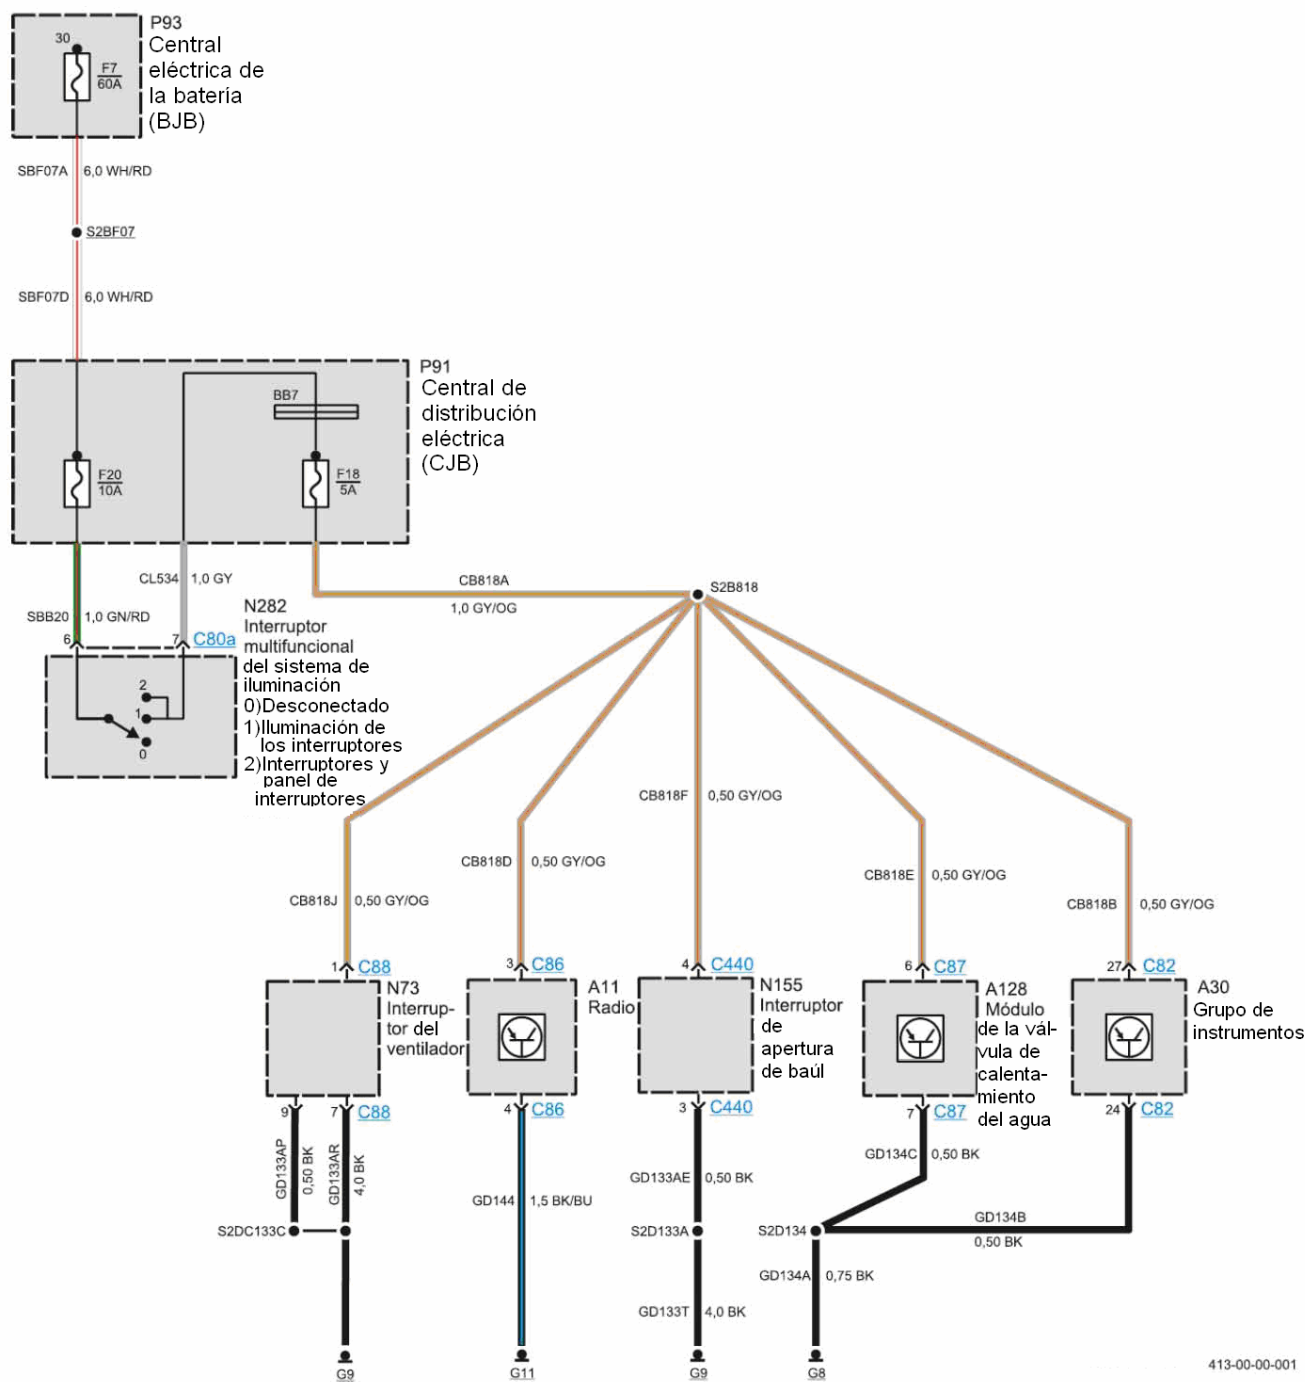 P93
Central
eléctrica de
la batería
(BJB)
30
F7
60A
SBF07A
6,0 WH/RD
S2BF07
SBF07D
6,0 WH/RD
P91
Central de
distribución
eléctrica
(CJB)
BB7
F20
10A
F18
5A
CL534
1,0 GY
CB818A
1,0 GY/OG
S2B818
SBB20
1,0 GN/RD
6
7
C80a
N282
Interruptor
multifuncional
del sistema de
iluminación
0)Desconectado
1)Iluminación de
los interruptores
2)Interruptores y
panel de
interruptores
2
1
0
CB818F
0,50 GY/OG
CB818D
0,50 GY/OG
CB818E
0,50 GY/OG
CB818J
0,50 GY/OG
CB818B
0,50 GY/OG
1
C88
3
C86
4
C440
6
C87
27
C82
N73
Interrup-
tor del
ventilador
A11
Radio
N155
Interruptor
de
apertura
de baúl
A128
Módulo
de la vál-
vula de
calenta-
miento
del agua
A30
Grupo de
instrumentos
9
7
C88
4
C86
3
C440
7
C87
24
C82
GD133AP
0,50 BK
GD133AR
4,0 BK
GD144
1,5 BK/BU
GD133AE
0,50 BK
GD134C
0,50 BK
S2DC133C
S2D133A
S2D134
GD134B
0,50 BK
GD134A
0,75 BK
GD133T
4,0 BK
G9
G11
G9
G8
413-00-00-001